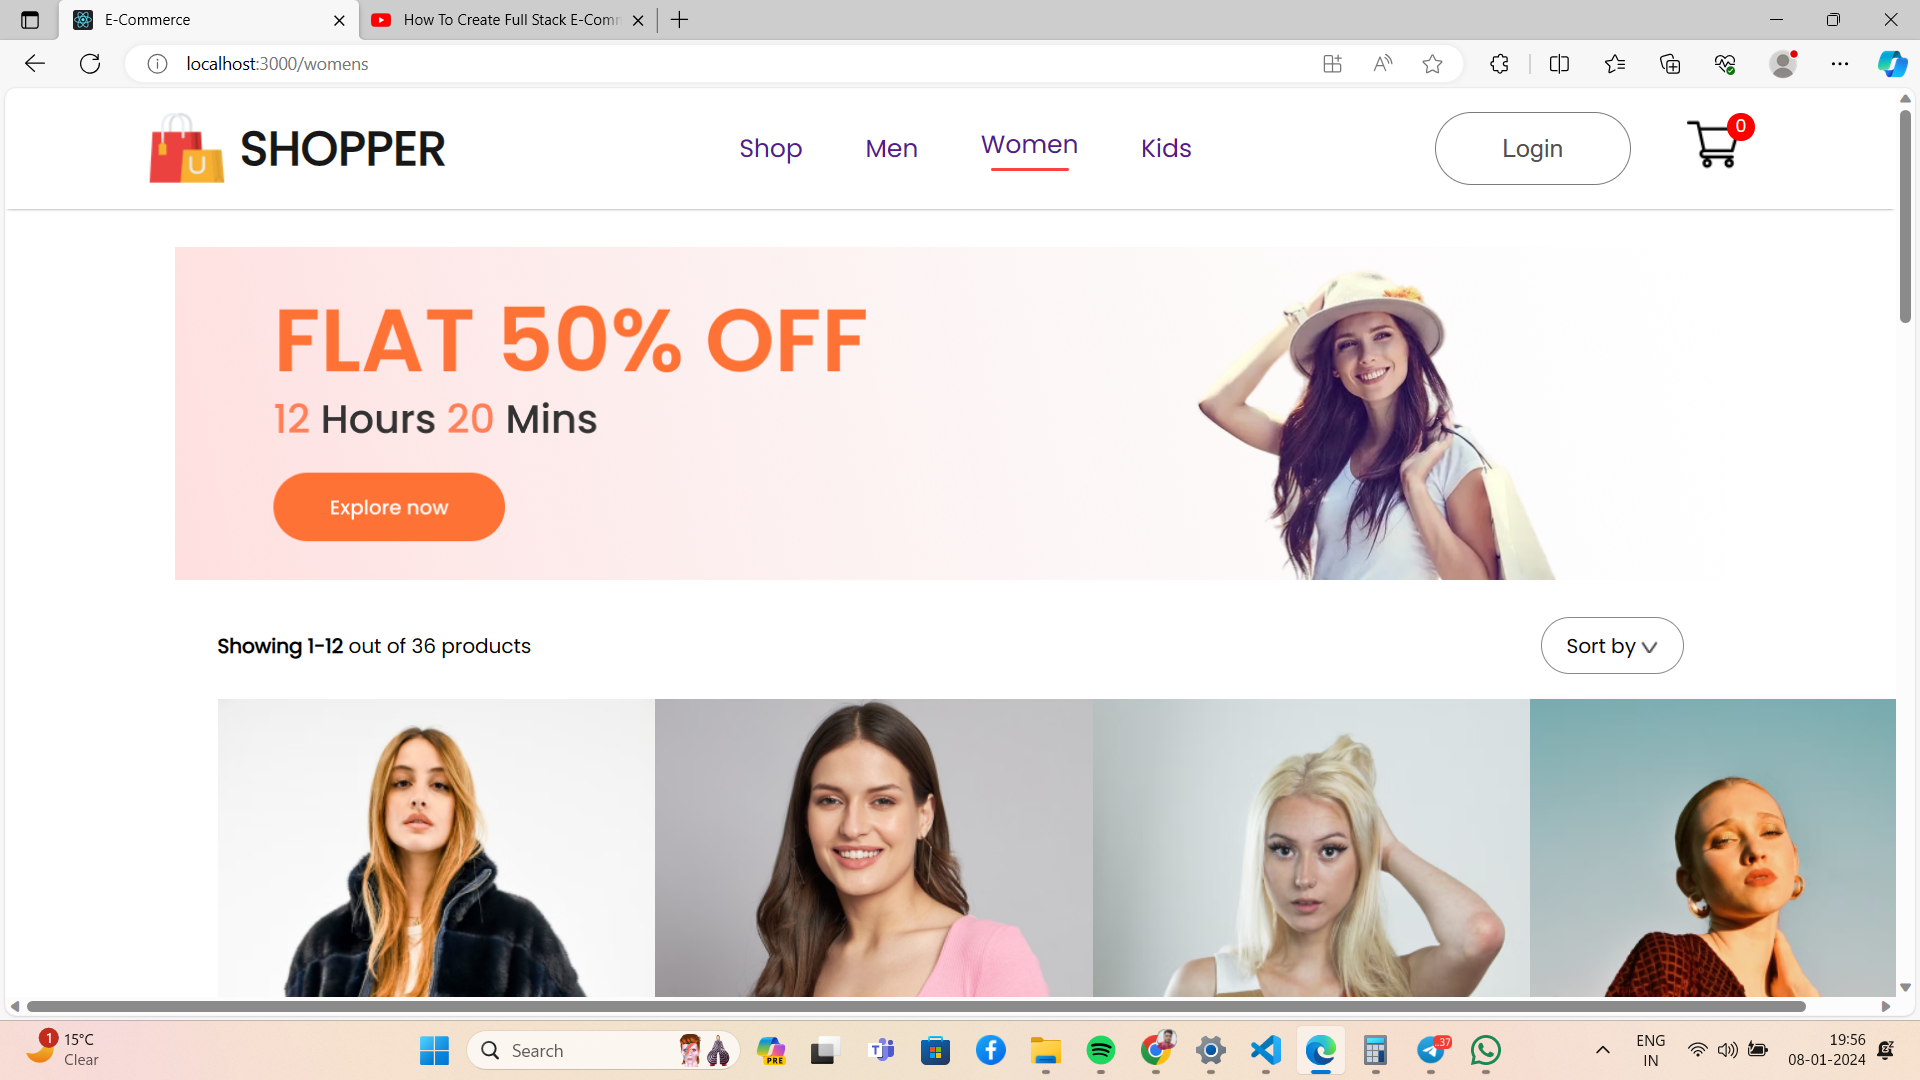 E-Commerce
How To Create Full Stack E-Comm
localhost:3000/womens
SHOPPER
Shop
Men
Women
Kids
Login
0
FLAT 50% OFF
12 Hours 20 Mins
Explore now
Showing 1-12 out of 36 products
Sort by
1
15°C
Clear
Search
PRE
37
ENG
IN
19:56
08-01-2024